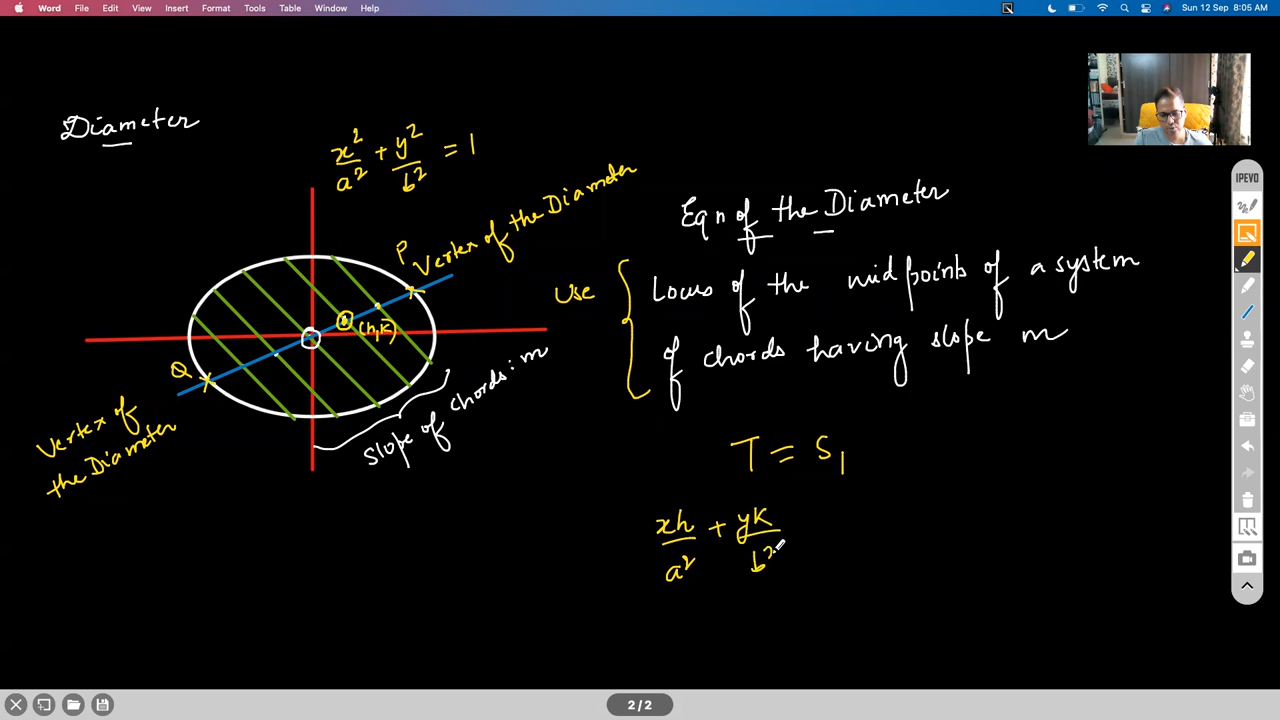 Word File Edit View Insert Format Tools Table Window Help Sun 12 Sep 8:05 AM
Diameter
x²/a² + y²/b² = 1
P
Vertex of the Diameter
(h,K)
Q
Vertex of
the Diameter
slope of chords: m
Eqn of the Diameter
Use
Locus of the midpoints of a system
of chords having slope m
T = S₁
xh/a² + yK/b²
IPEVO
2/2